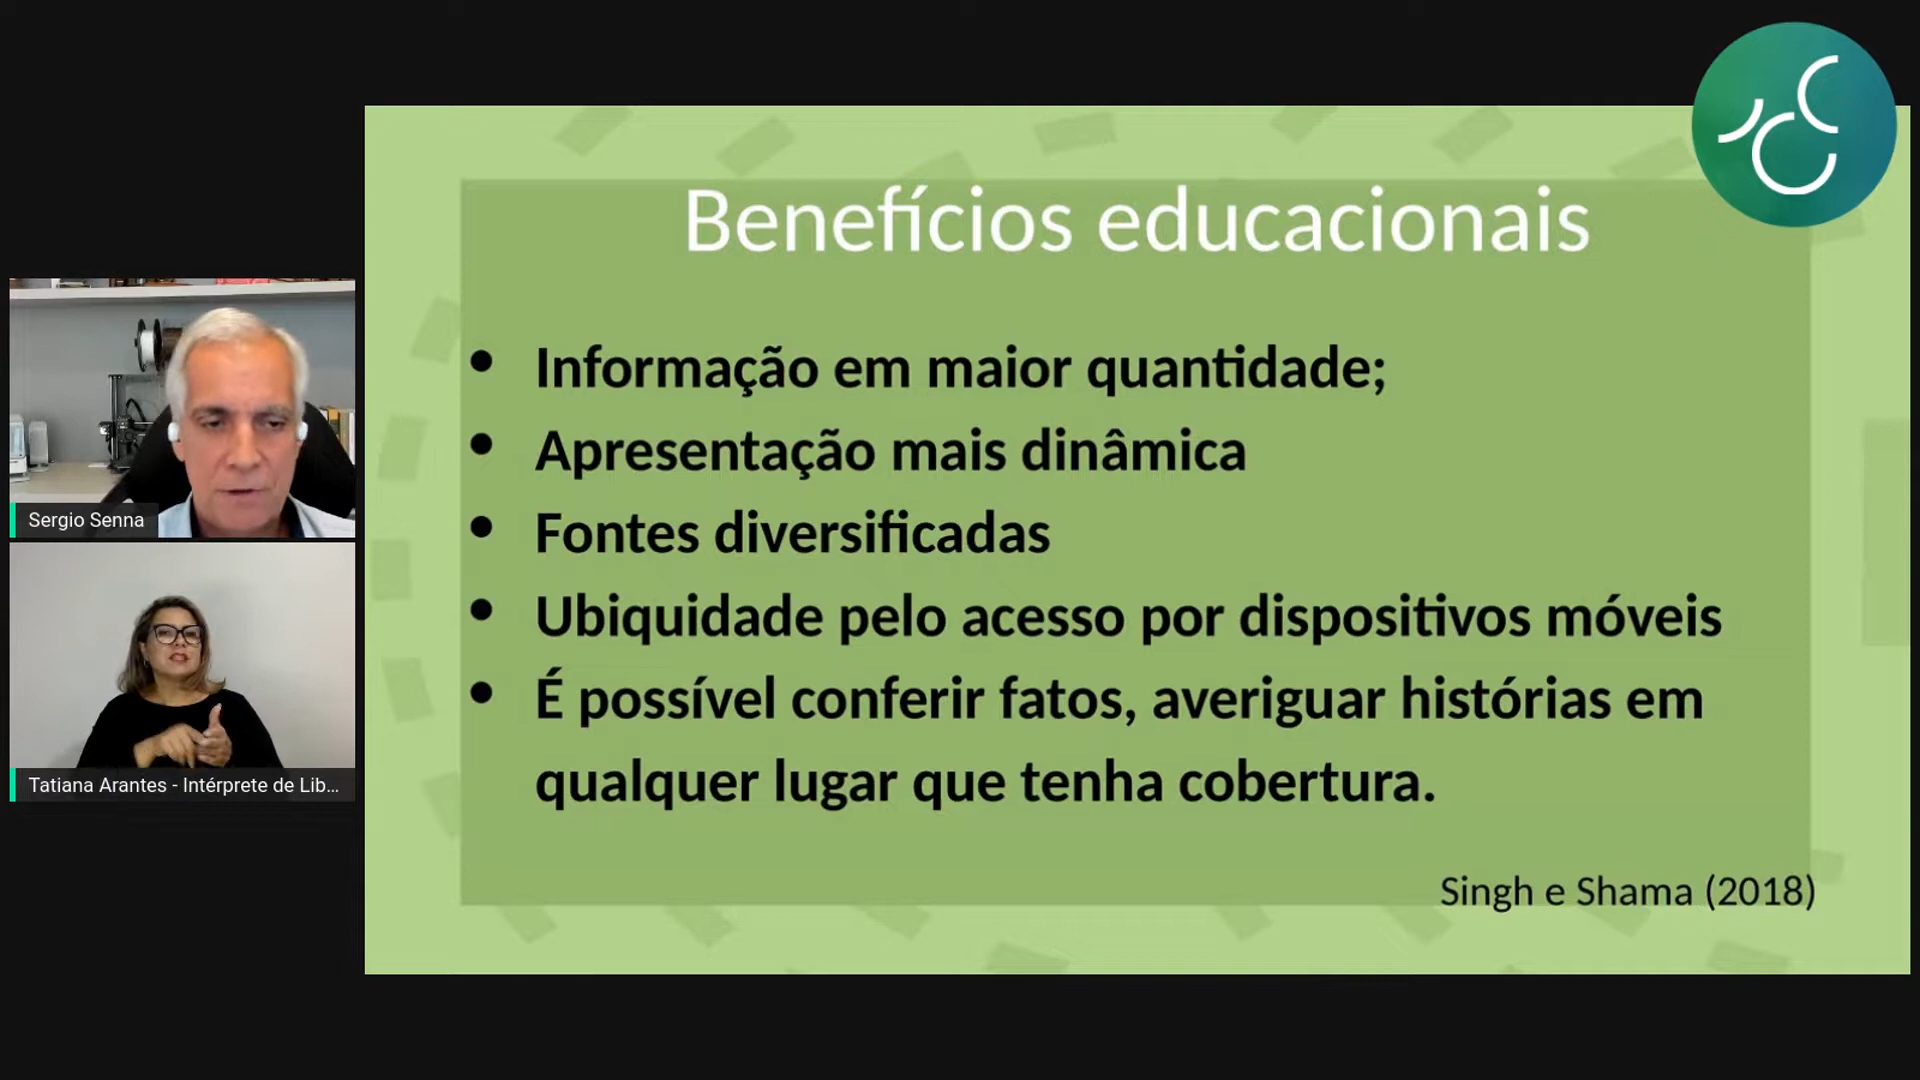 Benefícios educacionais
Informação em maior quantidade;
Apresentação mais dinâmica
Fontes diversificadas
Ubiquidade pelo acesso por dispositivos móveis
É possível conferir fatos, averiguar histórias em
qualquer lugar que tenha cobertura.
Singh e Shama (2018)
Sergio Senna
Tatiana Arantes - Intérprete de Lib...